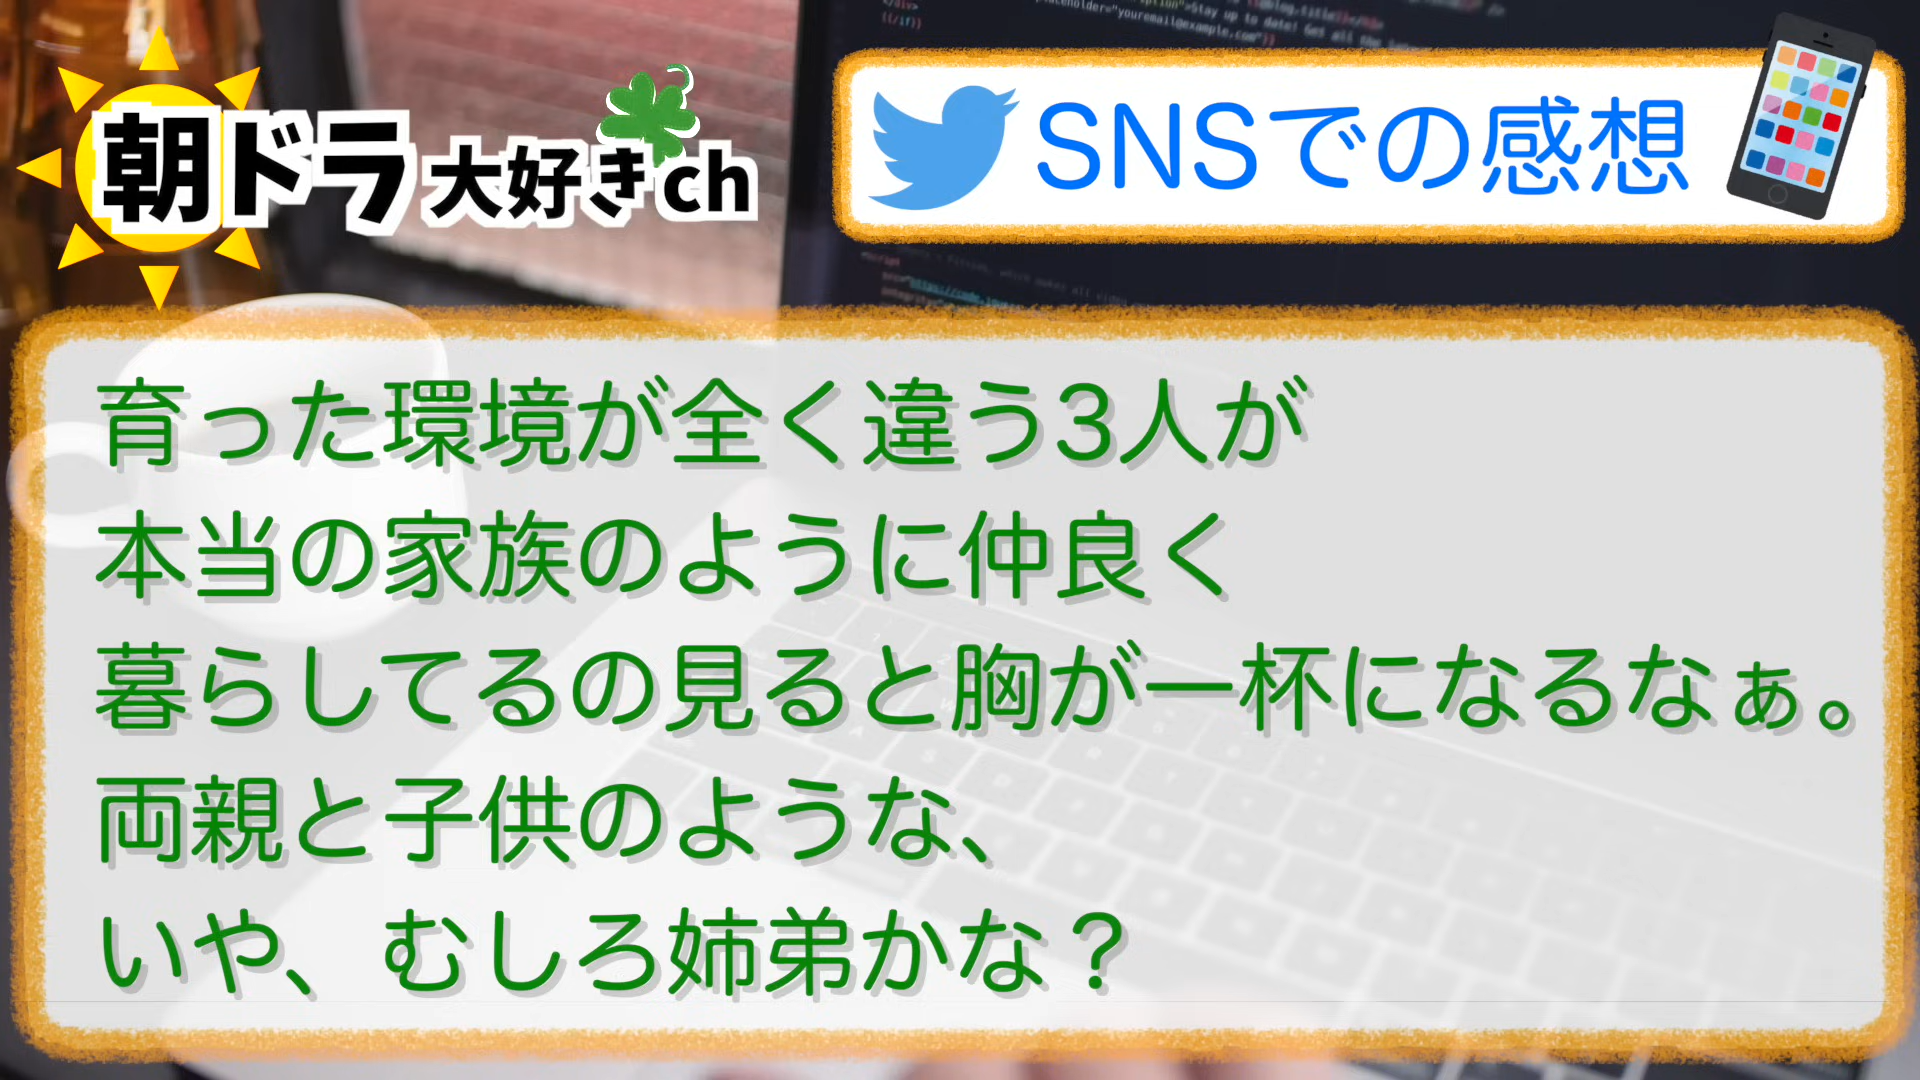 朝ドラ大好きch
SNSでの感想
育った環境が全く違う3人が
本当の家族のように仲良く
暮らしてるの見ると胸が一杯になるなぁ。
両親と子供のような、
いや、むしろ姉弟かな？